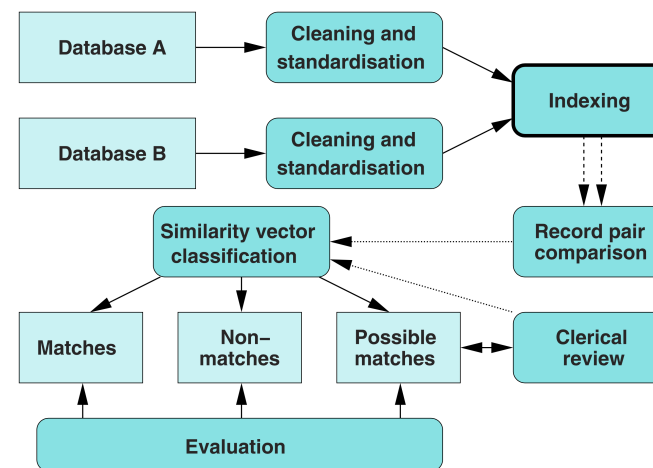 Database A
Cleaning and
standardisation
Indexing
Database B
Cleaning and
standardisation
Similarity vector
classification
Record pair
comparison
Matches
Non–
matches
Possible
matches
Clerical
review
Evaluation